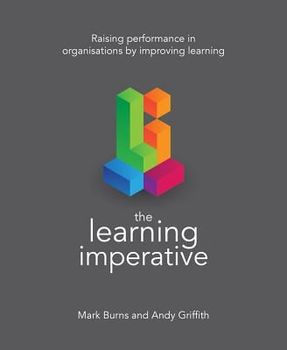 Raising performance in
organisations by improving learning
the
learning
imperative
Mark Burns and Andy Griffith